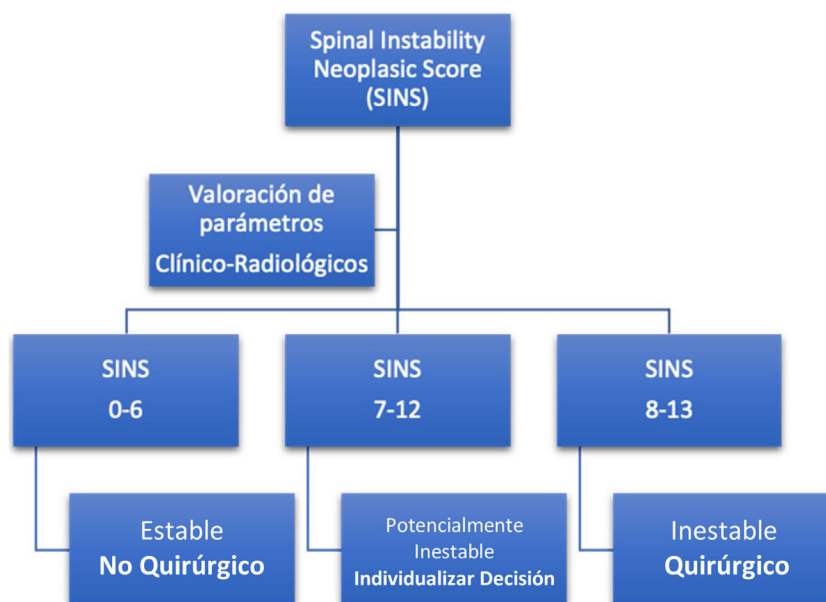 Spinal Instability
Neoplasic Score
(SINS)
Valoración de
parámetros
Clínico-Radiológicos
SINS
0-6
SINS
7-12
SINS
8-13
Estable
No Quirúrgico
Potencialmente
Inestable
Individualizar Decisión
Inestable
Quirúrgico